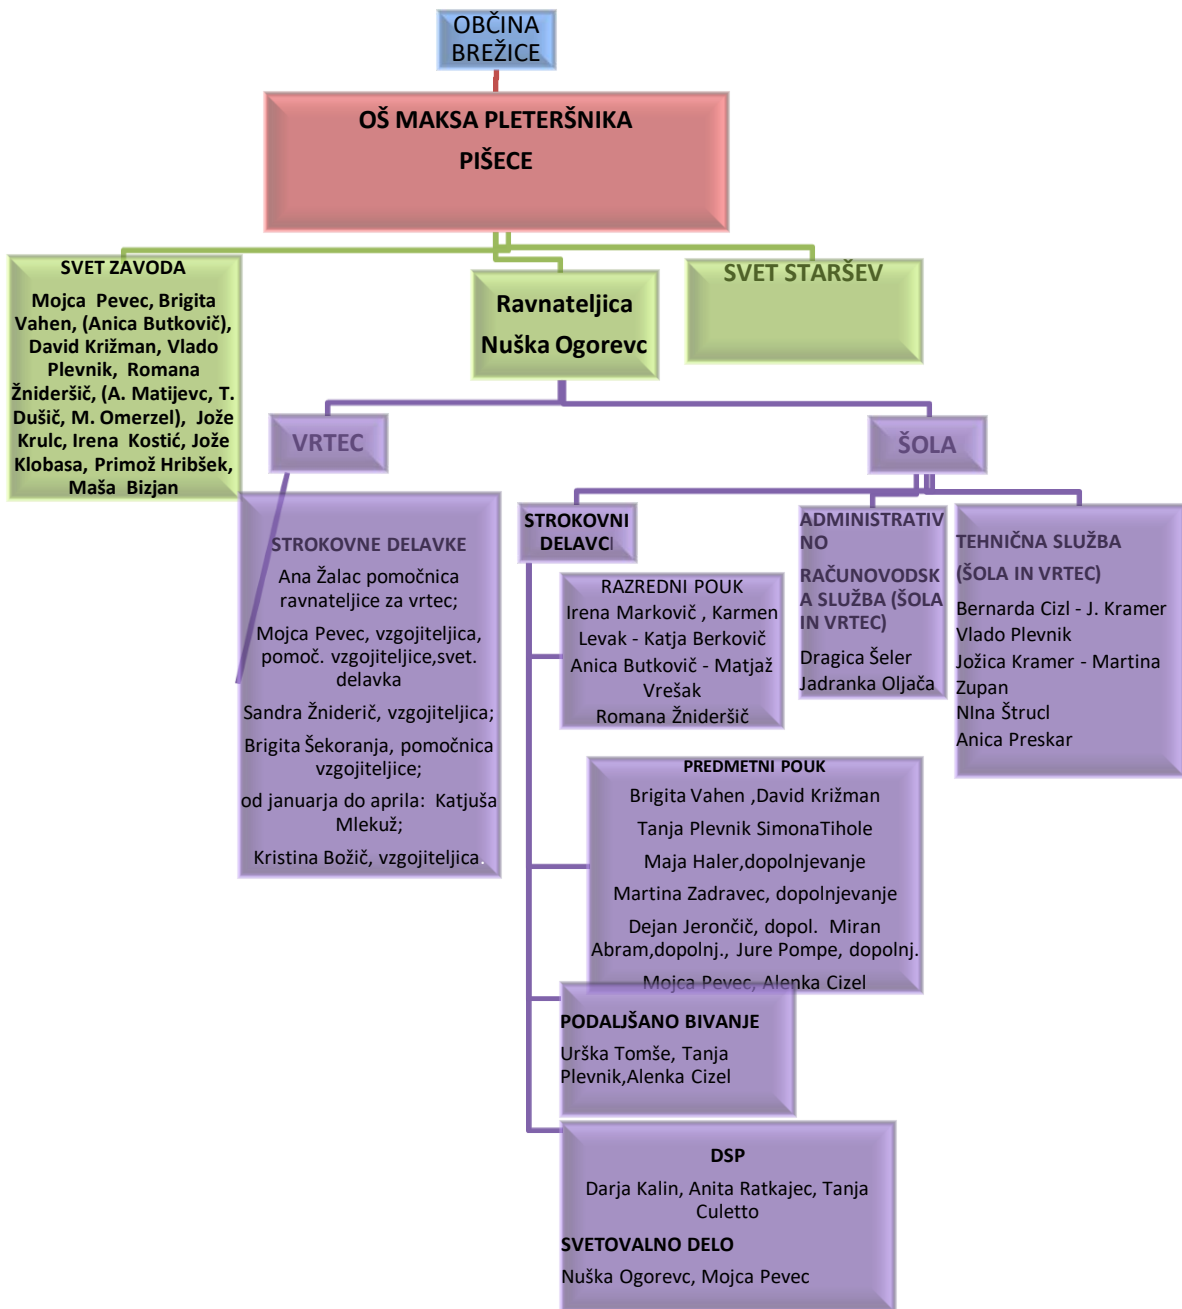 OBČINA
BREŽICE
OŠ MAKSA PLETERŠNIKA
PIŠECE
SVET ZAVODA
Mojca Pevec, Brigita
Vahen, (Anica Butkovič),
David Križman, Vlado
Plevnik, Romana
Žnideršič, (A. Matijevc, T.
Dušič, M. Omerzel), Jože
Krulc, Irena Kostić, Jože
Klobasa, Primož Hribšek,
Maša Bizjan
Ravnateljica
Nuška Ogorevc
SVET STARŠEV
VRTEC
ŠOLA
STROKOVNE DELAVKE
Ana Žalac pomočnica
ravnateljice za vrtec;
Mojca Pevec, vzgojiteljica,
pomoč. vzgojiteljice,svet.
delavka
Sandra Žniderič, vzgojiteljica;
Brigita Šekoranja, pomočnica
vzgojiteljice;
od januarja do aprila: Katjuša
Mlekuž;
Kristina Božič, vzgojiteljica.
STROKOVNI
DELAVCI
RAZREDNI POUK
Irena Markovič , Karmen
Levak - Katja Berkovič
Anica Butkovič - Matjaž
Vrešak
Romana Žnideršič
PREDMETNI POUK
Brigita Vahen ,David Križman
Tanja Plevnik SimonaTihole
Maja Haler,dopolnjevanje
Martina Zadravec, dopolnjevanje
Dejan Jerončič, dopol. Miran
Abram,dopolnj., Jure Pompe, dopolnj.
Mojca Pevec, Alenka Cizel
PODALJŠANO BIVANJE
Urška Tomše, Tanja
Plevnik,Alenka Cizel
DSP
Darja Kalin, Anita Ratkajec, Tanja
Culetto
SVETOVALNO DELO
Nuška Ogorevc, Mojca Pevec
ADMINISTRATIV
NO
RAČUNOVODSK
A SLUŽBA (ŠOLA
IN VRTEC)
Dragica Šeler
Jadranka Oljača
TEHNIČNA SLUŽBA
(ŠOLA IN VRTEC)
Bernarda Cizl - J. Kramer
Vlado Plevnik
Jožica Kramer - Martina
Zupan
NIna Štrucl
Anica Preskar